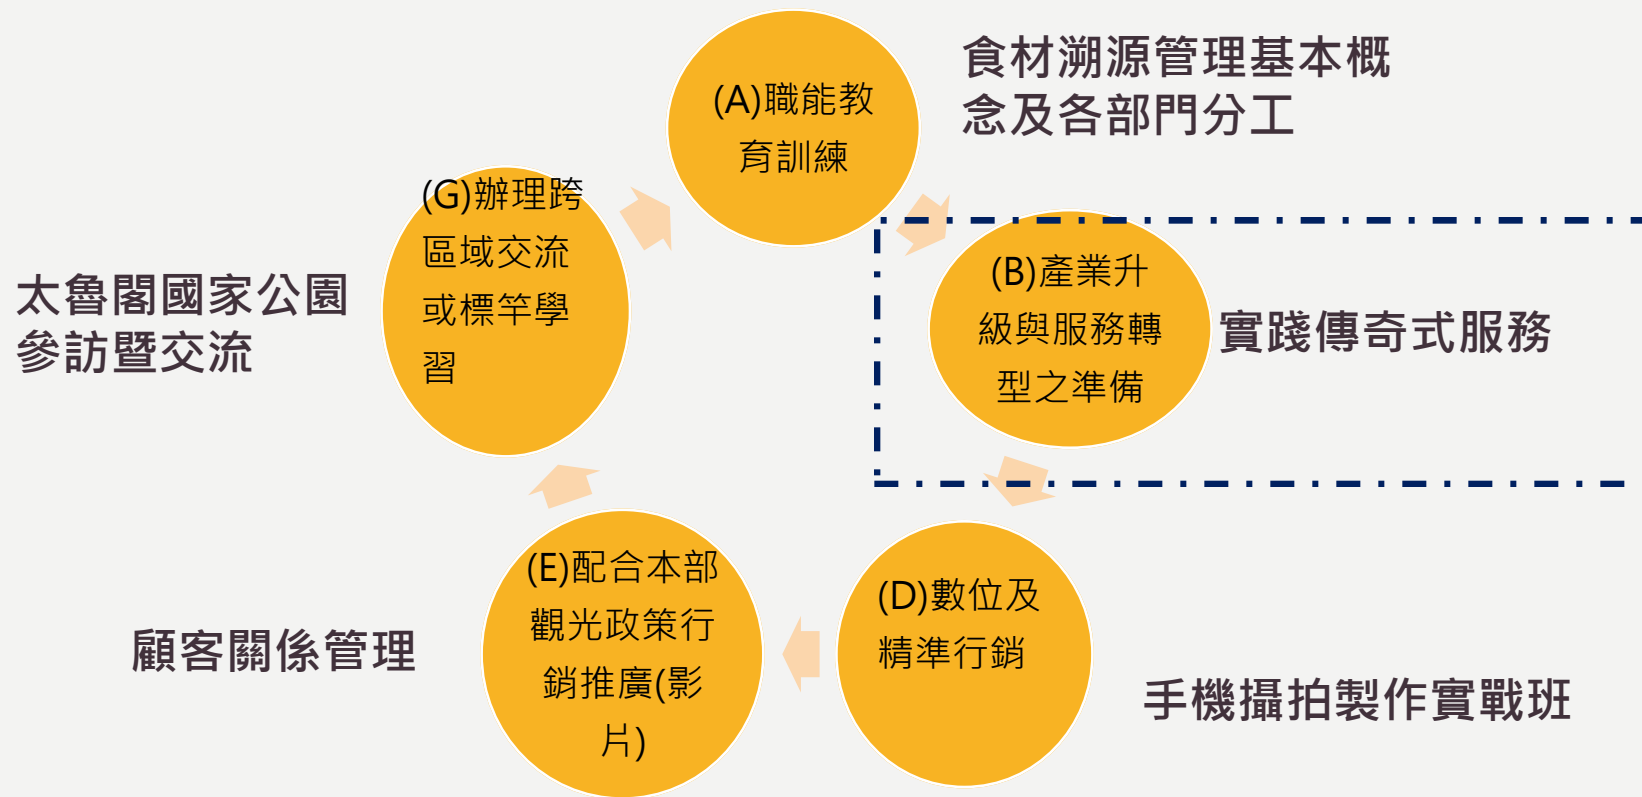 (A)職能教
育訓練
食材溯源管理基本概
念及各部門分工
(B)產業升
級與服務轉
型之準備
實踐傳奇式服務
(D)數位及
精準行銷
手機攝拍製作實戰班
(E)配合本部
觀光政策行
銷推廣(影
片)
顧客關係管理
(G)辦理跨
區域交流
或標竿學
習
太魯閣國家公園
參訪暨交流